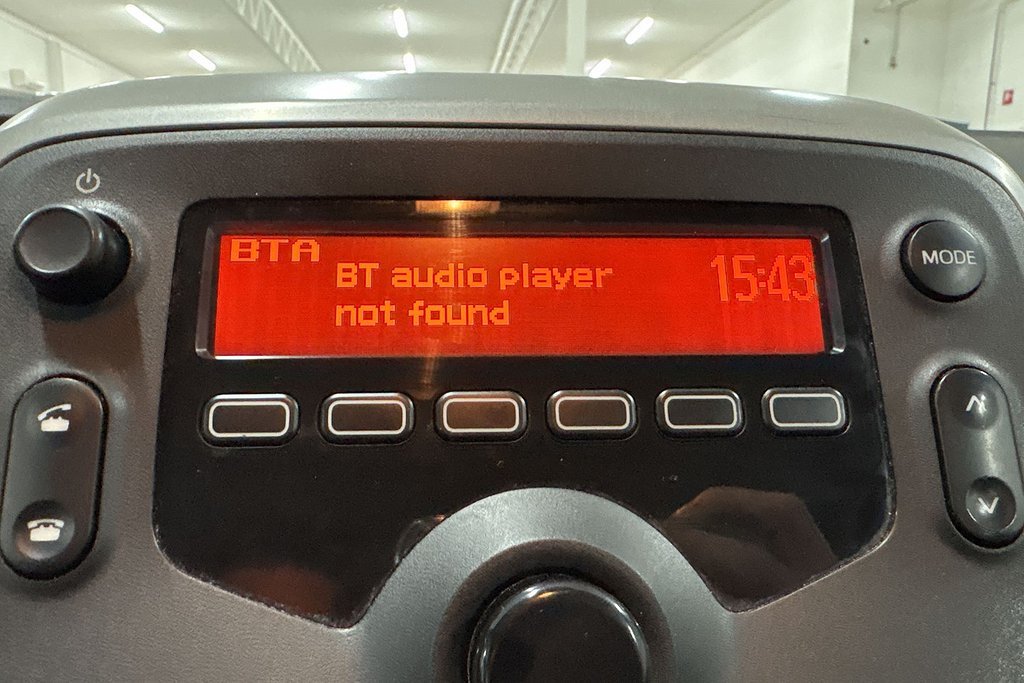 BTA
BT audio player
not found
15:43
MODE